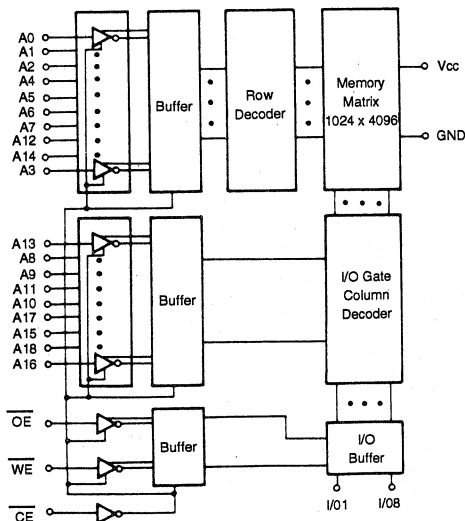 A0
A1
A2
A4
A5
A6
A7
A12
A14
A3
Buffer
Row
Decoder
Memory
Matrix
1024 x 4096
Vcc
GND
A13
A8
A9
A11
A10
A17
A15
A18
A16
Buffer
I/O Gate
Column
Decoder
OE
WE
CE
Buffer
I/O
Buffer
I/01
I/08